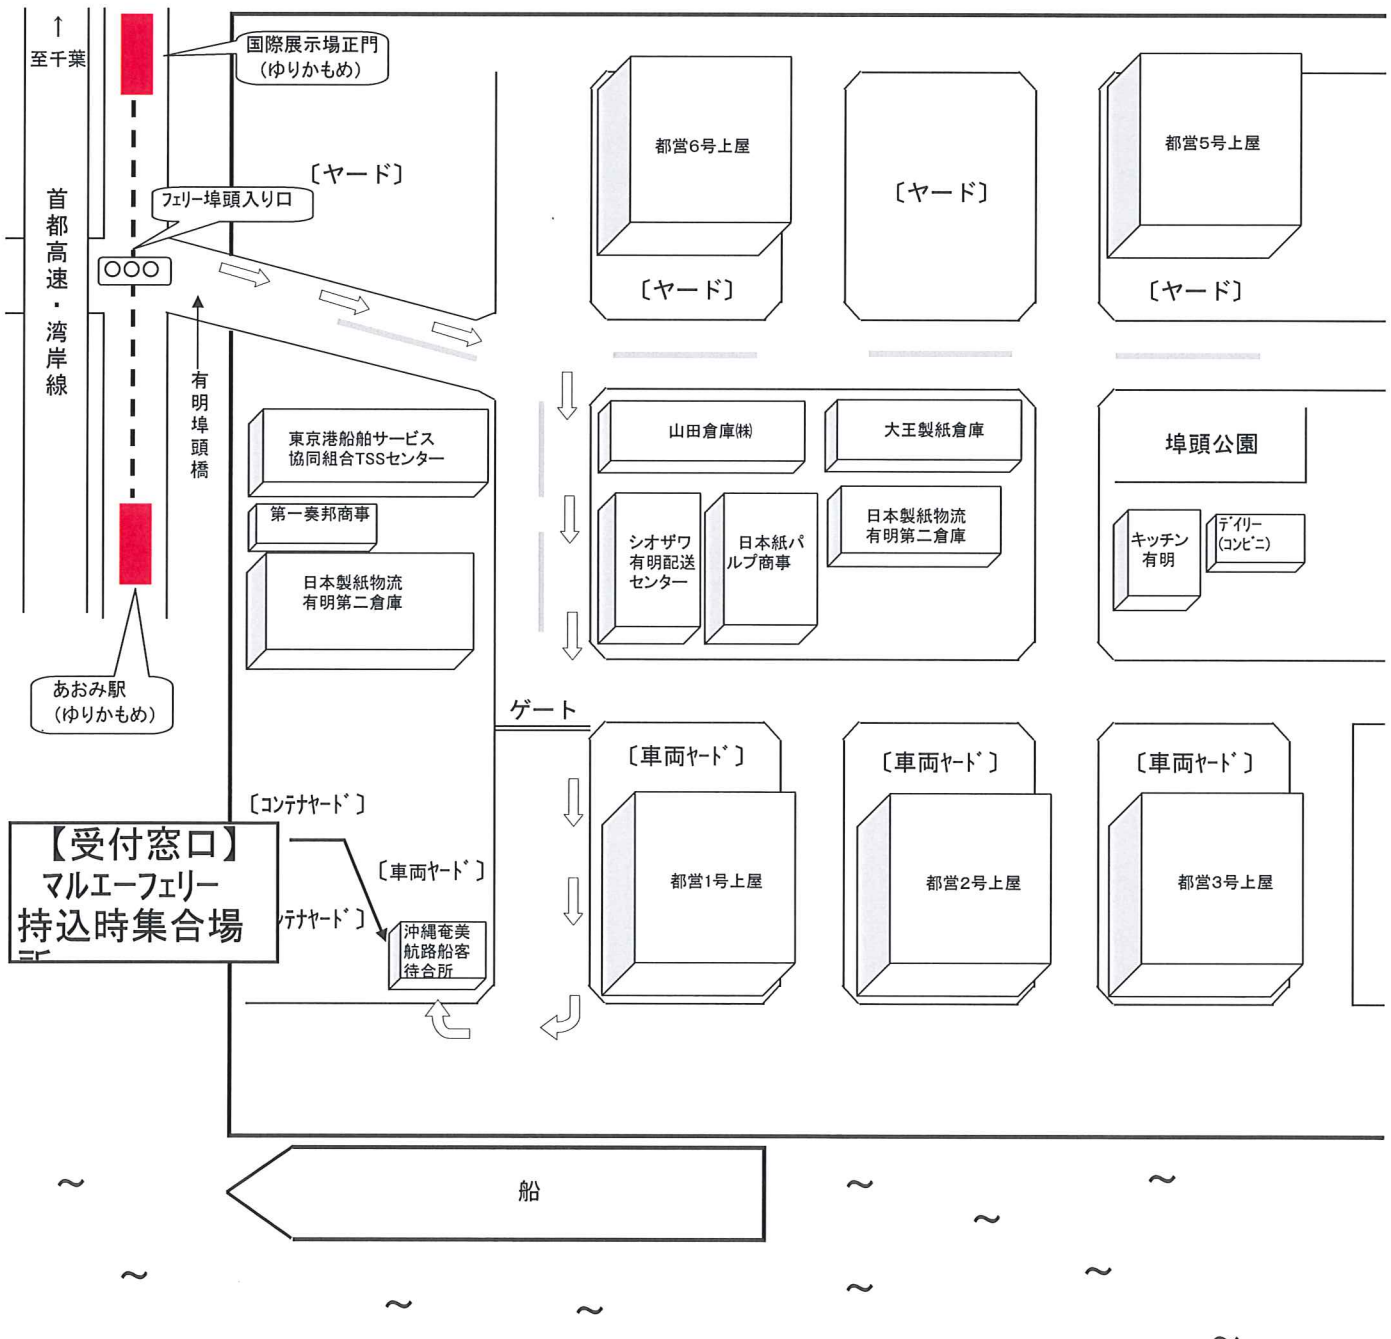 ↑
至千葉
国際展示場正門
(ゆりかもめ)
都営6号上屋
都営5号上屋
〔ヤード〕
〔ヤード〕
フェリー埠頭入り口
首都高速・湾岸線
〔ヤード〕
〔ヤード〕
有明埠頭橋
東京港船舶サービス
協同組合TSSセンター
山田倉庫㈱
大王製紙倉庫
埠頭公園
第一奏邦商事
シオザワ
有明配送
センター
日本紙パ
ルプ商事
日本製紙物流
有明第二倉庫
キッチン
有明
デイリー
(コンビニ)
日本製紙物流
有明第二倉庫
あおみ駅
(ゆりかもめ)
ゲート
〔車両ヤード〕
〔車両ヤード〕
〔車両ヤード〕
〔コンテナヤード〕
【受付窓口】
マルエーフェリー
持込時集合場
〔車両ヤード〕
ンテナヤード〕
沖縄奄美
航路船客
待合所
都営1号上屋
都営2号上屋
都営3号上屋
船